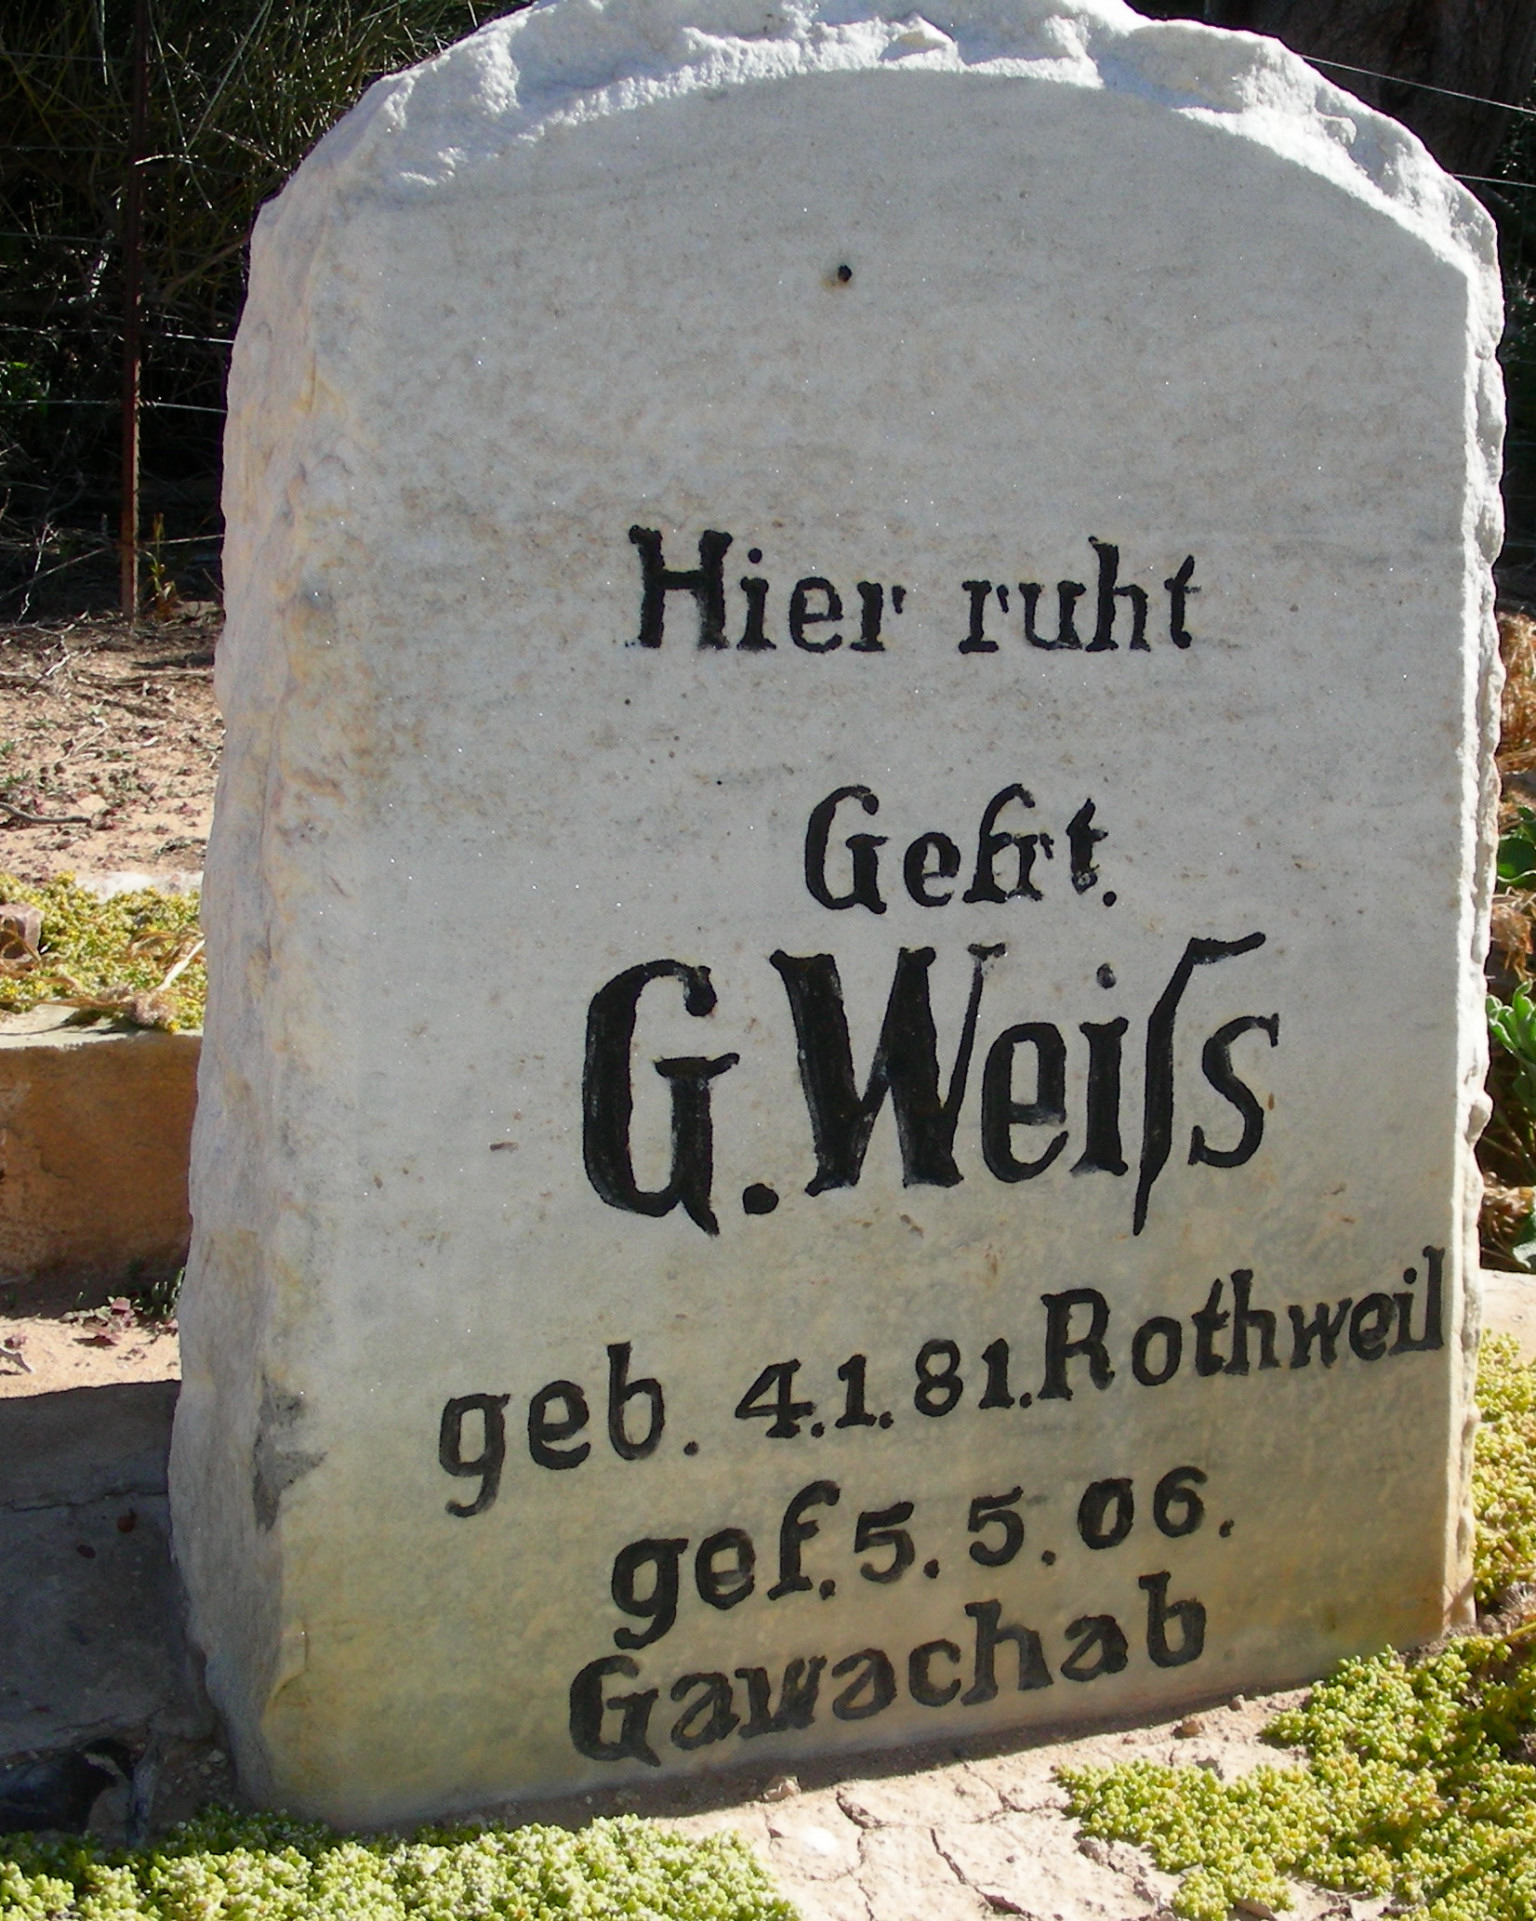 Hier ruht
Gefrt.
G. Weiſs
geb. 4.1.81. Rothweil
gef. 5.5.06.
Gawachab